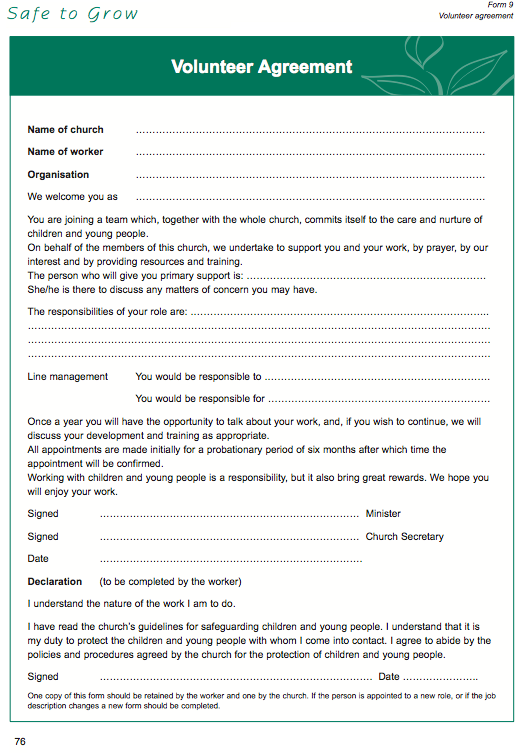 Safe to Grow
Form 9
Volunteer agreement
Volunteer Agreement
Name of church ..........................................................................................................
Name of worker ..........................................................................................................
Organisation ..........................................................................................................
We welcome you as ..........................................................................................................
You are joining a team which, together with the whole church, commits itself to the care and nurture of
children and young people.
On behalf of the members of this church, we undertake to support you and your work, by prayer, by our
interest and by providing resources and training.
The person who will give you primary support is: ........................................................................
She/he is there to discuss any matters of concern you may have.
The responsibilities of your role are: ..........................................................................................
............................................................................................................................................
............................................................................................................................................
............................................................................................................................................
Line management You would be responsible to ....................................................................
You would be responsible for ...................................................................
Once a year you will have the opportunity to talk about your work, and, if you wish to continue, we will
discuss your development and training as appropriate.
All appointments are made initially for a probationary period of six months after which time the
appointment will be confirmed.
Working with children and young people is a responsibility, but it also bring great rewards. We hope you
will enjoy your work.
Signed .............................................................................. Minister
Signed .............................................................................. Church Secretary
Date ...............................................................................
Declaration (to be completed by the worker)
I understand the nature of the work I am to do.
I have read the church's guidelines for safeguarding children and young people. I understand that it is
my duty to protect the children and young people with whom I come into contact. I agree to abide by the
policies and procedures agreed by the church for the protection of children and young people.
Signed .................................................................................. Date .......................
One copy of this form should be retained by the worker and one by the church. If the person is appointed to a new role, or if the job
description changes a new form should be completed.
76